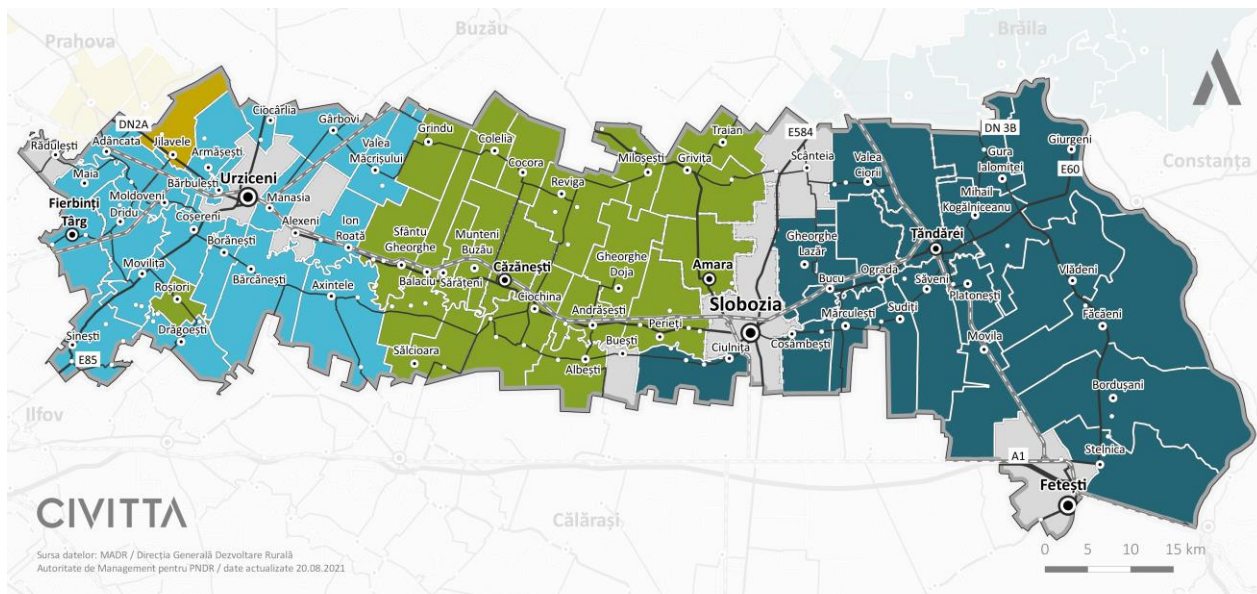 Prahova
Buzău
Brăila
Constanța
Ilfov
Călărași
DN2A
Rădulești
Adâncata
Jilavele
Armășești
Maia
Bărbulești
Moldoveni
Fierbinți
Târg
Dridu
Coșereni
Urziceni
Ciocârlia
Gârbovi
Manasia
Alexeni
Valea
Măcrișului
Ion
Roată
Borănești
Bărcănești
Movilița
Roșiori
Drăgoești
Sinești
E85
Axintele
Grindu
Colelia
Cocora
Reviga
Miloșești
Grivița
Traian
Sfântu
Gheorghe
Munteni
Buzău
Balaciu
Sărățeni
Căzănești
Ciochina
Gheorghe
Doja
Andrășești
Perieți
Buești
Albești
Sălcioara
Amara
Slobozia
Ciulnița
Cosâmbești
E584
Scânteia
Valea
Ciorii
Gheorghe
Lazăr
Bucu
Ograda
Mărculești
Sudiți
Săveni
Țăndărei
Platonești
Mihail
Kogălniceanu
DN 3B
Gura
Ialomiței
Giurgeni
E60
Vlădeni
Făcăeni
Movila
Bordușani
Stelnica
A1
Fetești
CIVITTA
Sursa datelor: MADR / Direcția Generală Dezvoltare Rurală
Autoritate de Management pentru PNDR / date actualizate 20.08.2021
0 5 10 15 km